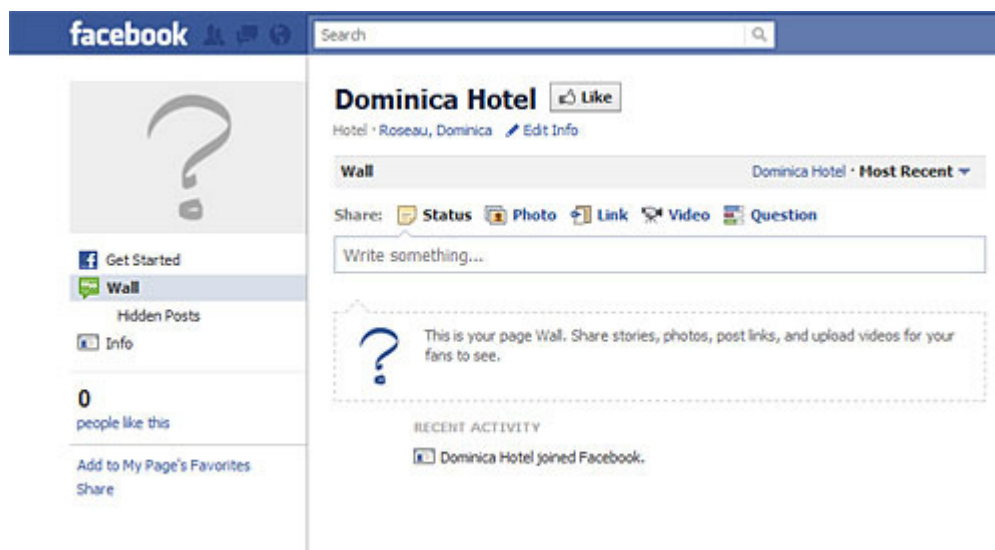 facebook
Search
Dominica Hotel Like
Hotel · Roseau, Dominica Edit Info
Wall Dominica Hotel · Most Recent
Share: Status Photo Link Video Question
Write something...
Get Started
Wall
Hidden Posts
Info
0
people like this
Add to My Page's Favorites
Share
?
This is your page Wall. Share stories, photos, post links, and upload videos for your
fans to see.
RECENT ACTIVITY
Dominica Hotel joined Facebook.